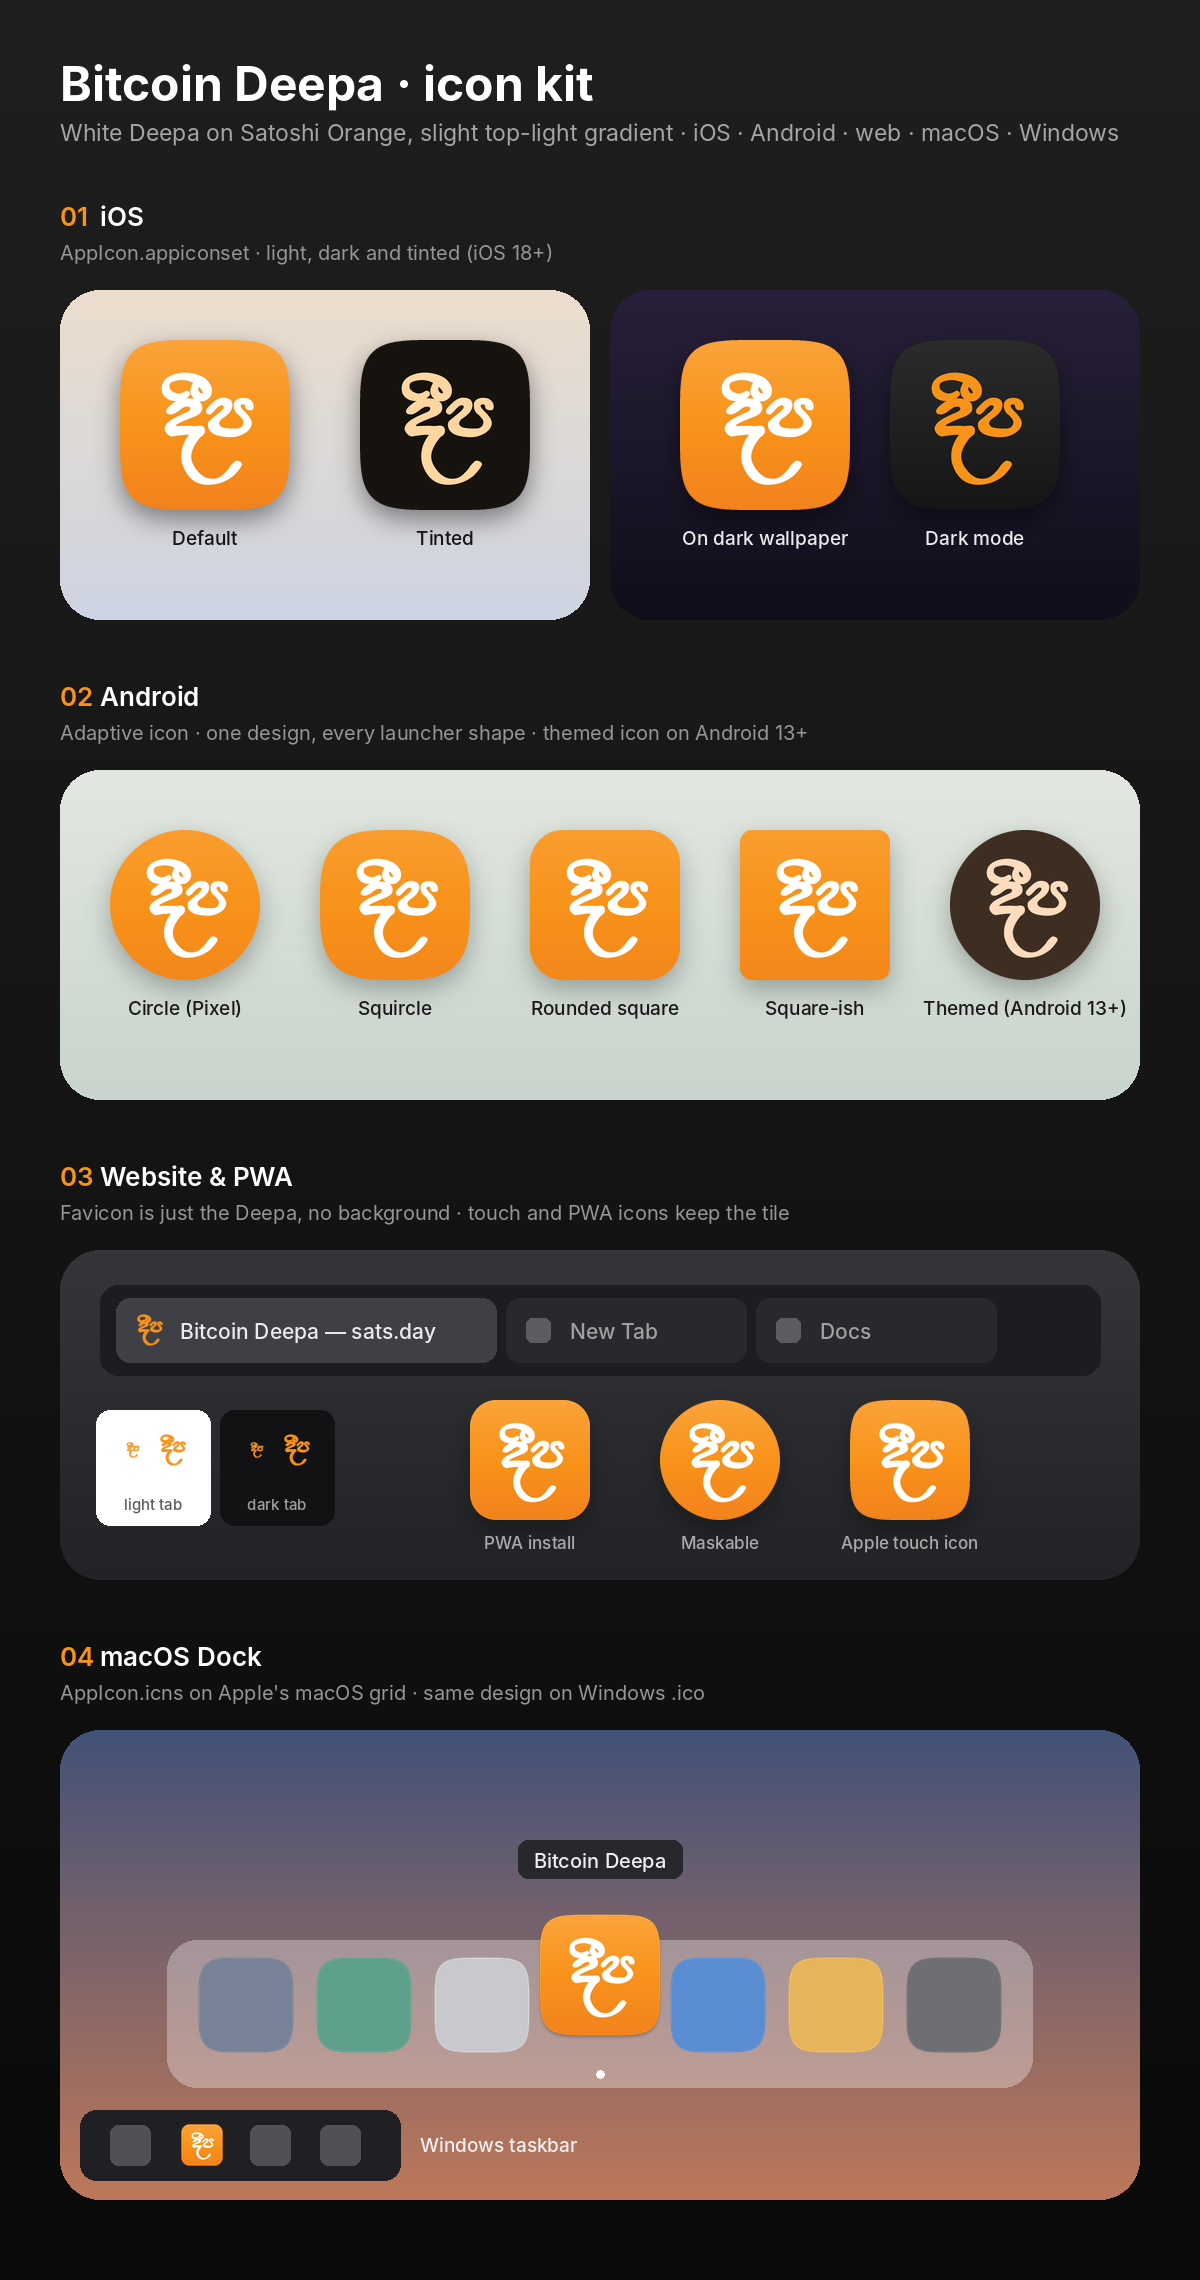 Bitcoin Deepa · icon kit
White Deepa on Satoshi Orange, slight top-light gradient · iOS · Android · web · macOS · Windows
01 iOS
AppIcon.appiconset · light, dark and tinted (iOS 18+)
දීප දීප දීප දීප
Default Tinted On dark wallpaper Dark mode
02 Android
Adaptive icon · one design, every launcher shape · themed icon on Android 13+
දීප දීප දීප දීප දීප
Circle (Pixel) Squircle Rounded square Square-ish Themed (Android 13+)
03 Website & PWA
Favicon is just the Deepa, no background · touch and PWA icons keep the tile
දීප Bitcoin Deepa — sats.day New Tab Docs
දීප දීප දීප දීප දීප දීප දීප
light tab dark tab
PWA install Maskable Apple touch icon
04 macOS Dock
AppIcon.icns on Apple's macOS grid · same design on Windows .ico
Bitcoin Deepa
දීප
දීප Windows taskbar